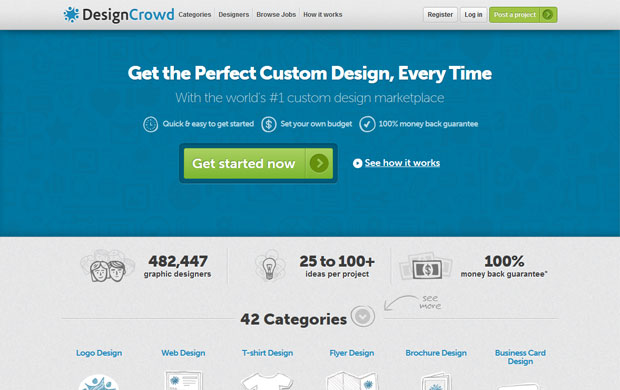 DesignCrowd Categories Designers Browse Jobs How it works Register Log in Post a project
Get the Perfect Custom Design, Every Time
With the world's #1 custom design marketplace
Quick & easy to get started Set your own budget 100% money back guarantee
Get started now See how it works
482,447 25 to 100+ 100%
graphic designers ideas per project money back guarantee*
see
more
42 Categories
Logo Design Web Design T-shirt Design Flyer Design Brochure Design Business Card
Design